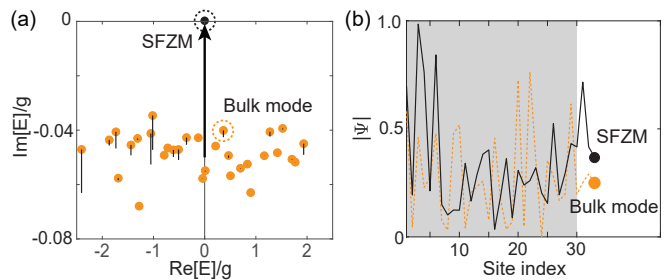 (a)
0
SFZM
Bulk mode
-0.04
-0.08
Im[E]/g
-2
-1
0
1
2
Re[E]/g
(b)
1.0
0.5
0
|Ψ|
SFZM
Bulk mode
10
20
30
Site index